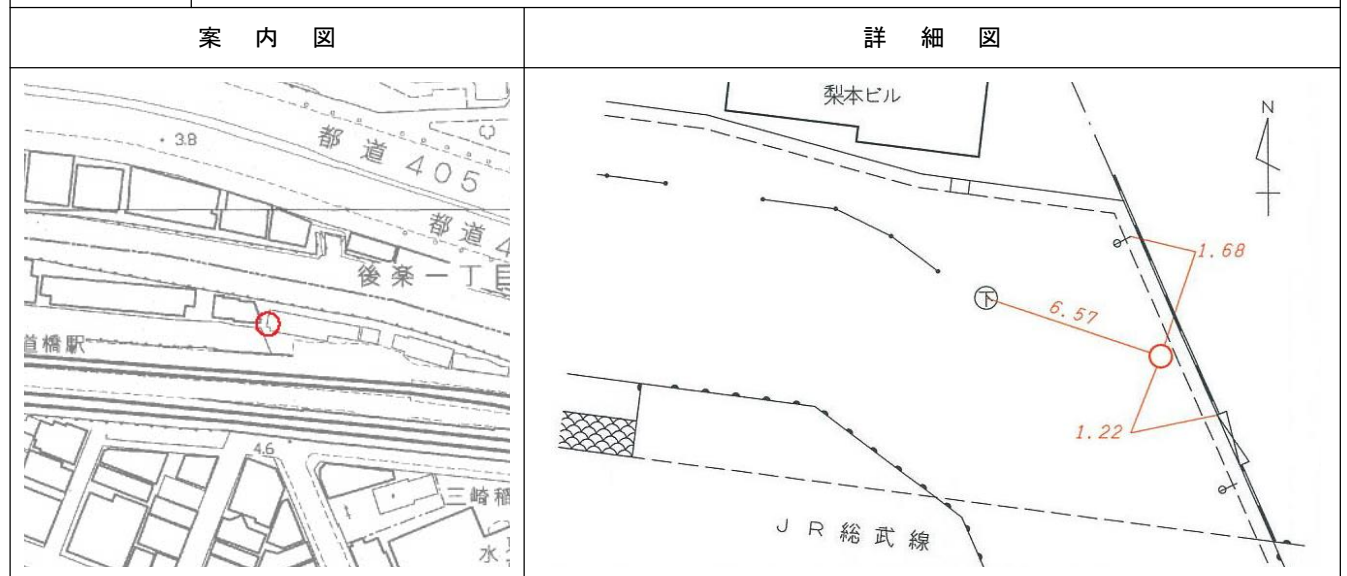 案内図
詳細図
都道405
3.8
都道4
後楽一丁目
道橋駅
4.6
三崎稲
水
梨本ビル
N
1.68
下
6.57
1.22
JR総武線